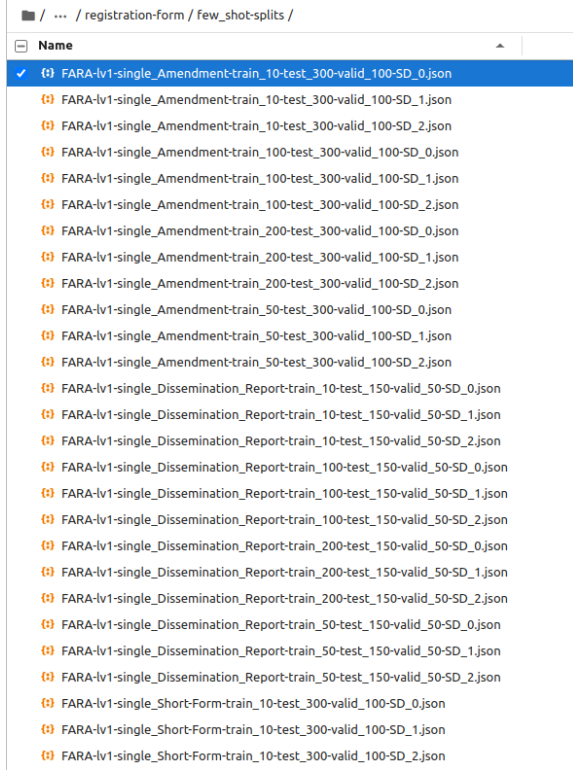 / ... / registration-form / few_shot-splits /
Name
FARA-lv1-single_Amendment-train_10-test_300-valid_100-SD_0.json
FARA-lv1-single_Amendment-train_10-test_300-valid_100-SD_1.json
FARA-lv1-single_Amendment-train_10-test_300-valid_100-SD_2.json
FARA-lv1-single_Amendment-train_100-test_300-valid_100-SD_0.json
FARA-lv1-single_Amendment-train_100-test_300-valid_100-SD_1.json
FARA-lv1-single_Amendment-train_100-test_300-valid_100-SD_2.json
FARA-lv1-single_Amendment-train_200-test_300-valid_100-SD_0.json
FARA-lv1-single_Amendment-train_200-test_300-valid_100-SD_1.json
FARA-lv1-single_Amendment-train_200-test_300-valid_100-SD_2.json
FARA-lv1-single_Amendment-train_50-test_300-valid_100-SD_0.json
FARA-lv1-single_Amendment-train_50-test_300-valid_100-SD_1.json
FARA-lv1-single_Amendment-train_50-test_300-valid_100-SD_2.json
FARA-lv1-single_Dissemination_Report-train_10-test_150-valid_50-SD_0.json
FARA-lv1-single_Dissemination_Report-train_10-test_150-valid_50-SD_1.json
FARA-lv1-single_Dissemination_Report-train_10-test_150-valid_50-SD_2.json
FARA-lv1-single_Dissemination_Report-train_100-test_150-valid_50-SD_0.json
FARA-lv1-single_Dissemination_Report-train_100-test_150-valid_50-SD_1.json
FARA-lv1-single_Dissemination_Report-train_100-test_150-valid_50-SD_2.json
FARA-lv1-single_Dissemination_Report-train_200-test_150-valid_50-SD_0.json
FARA-lv1-single_Dissemination_Report-train_200-test_150-valid_50-SD_1.json
FARA-lv1-single_Dissemination_Report-train_200-test_150-valid_50-SD_2.json
FARA-lv1-single_Dissemination_Report-train_50-test_150-valid_50-SD_0.json
FARA-lv1-single_Dissemination_Report-train_50-test_150-valid_50-SD_1.json
FARA-lv1-single_Dissemination_Report-train_50-test_150-valid_50-SD_2.json
FARA-lv1-single_Short-Form-train_10-test_300-valid_100-SD_0.json
FARA-lv1-single_Short-Form-train_10-test_300-valid_100-SD_1.json
FARA-lv1-single_Short-Form-train_10-test_300-valid_100-SD_2.json